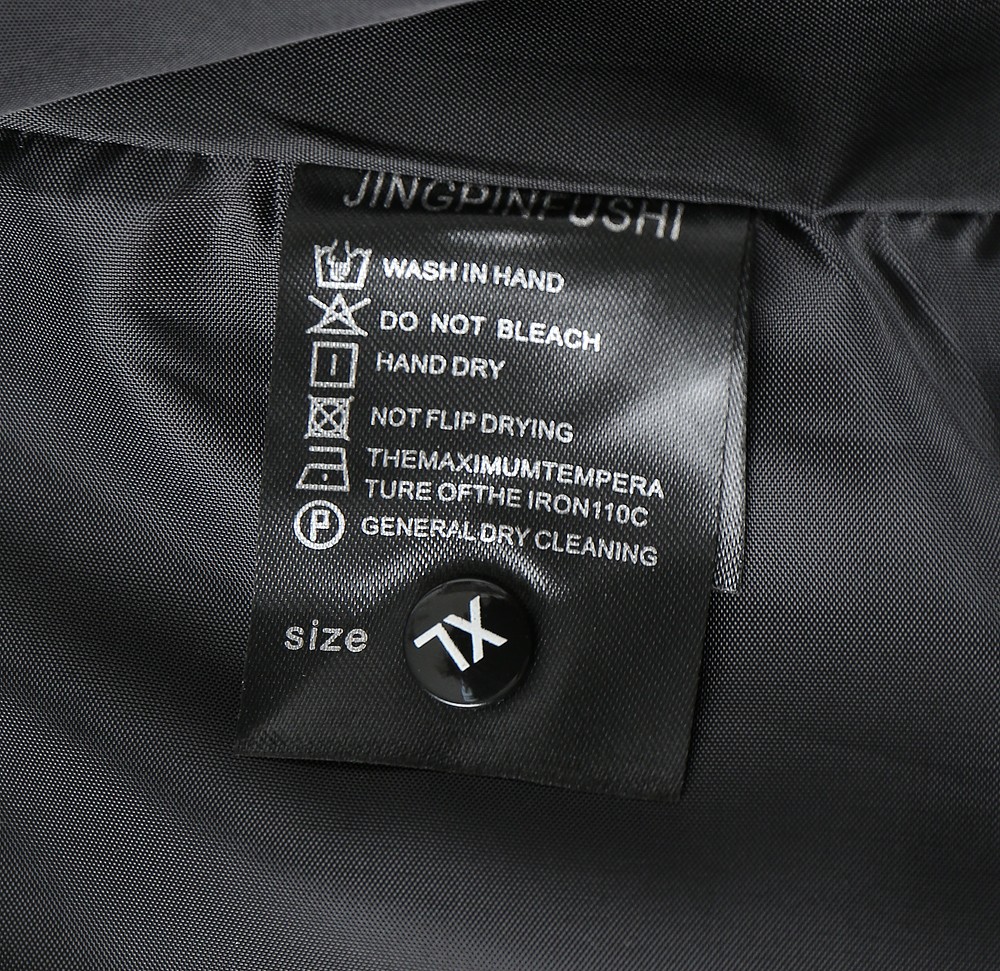 JINGPINFUSHI
WASH IN HAND
DO NOT BLEACH
HAND DRY
NOT FLIP DRYING
THEMAXIMUMTEMPERA
TURE OFTHE IRON110C
P GENERALDRY CLEANING
size XL